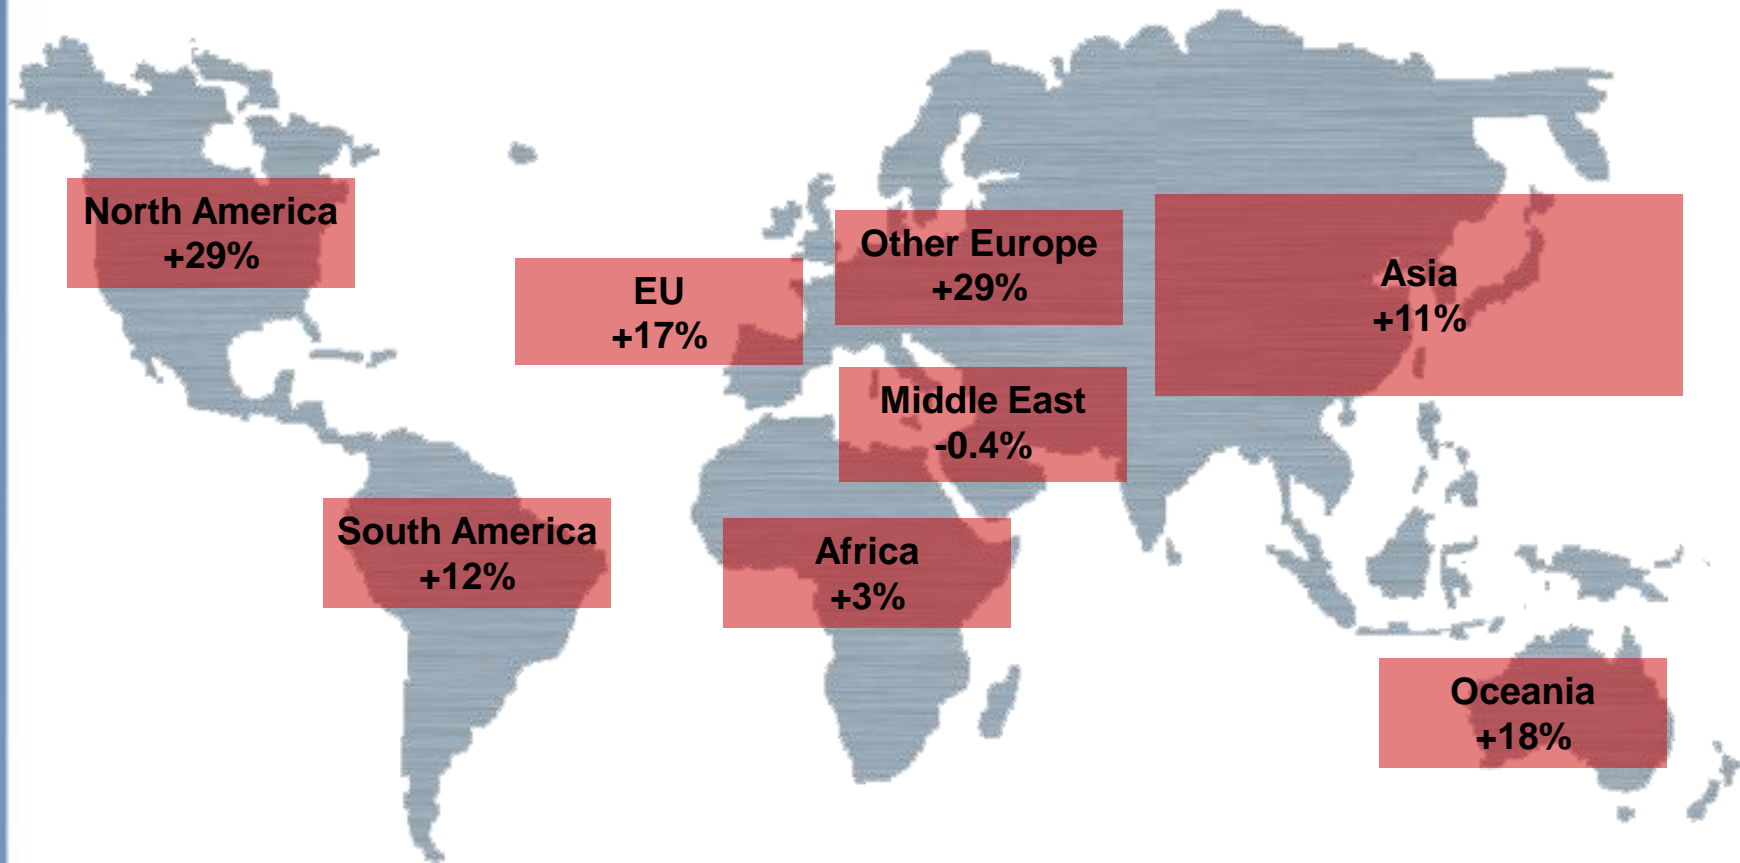 North America
+29%
EU
+17%
Other Europe
+29%
Asia
+11%
Middle East
-0.4%
South America
+12%
Africa
+3%
Oceania
+18%